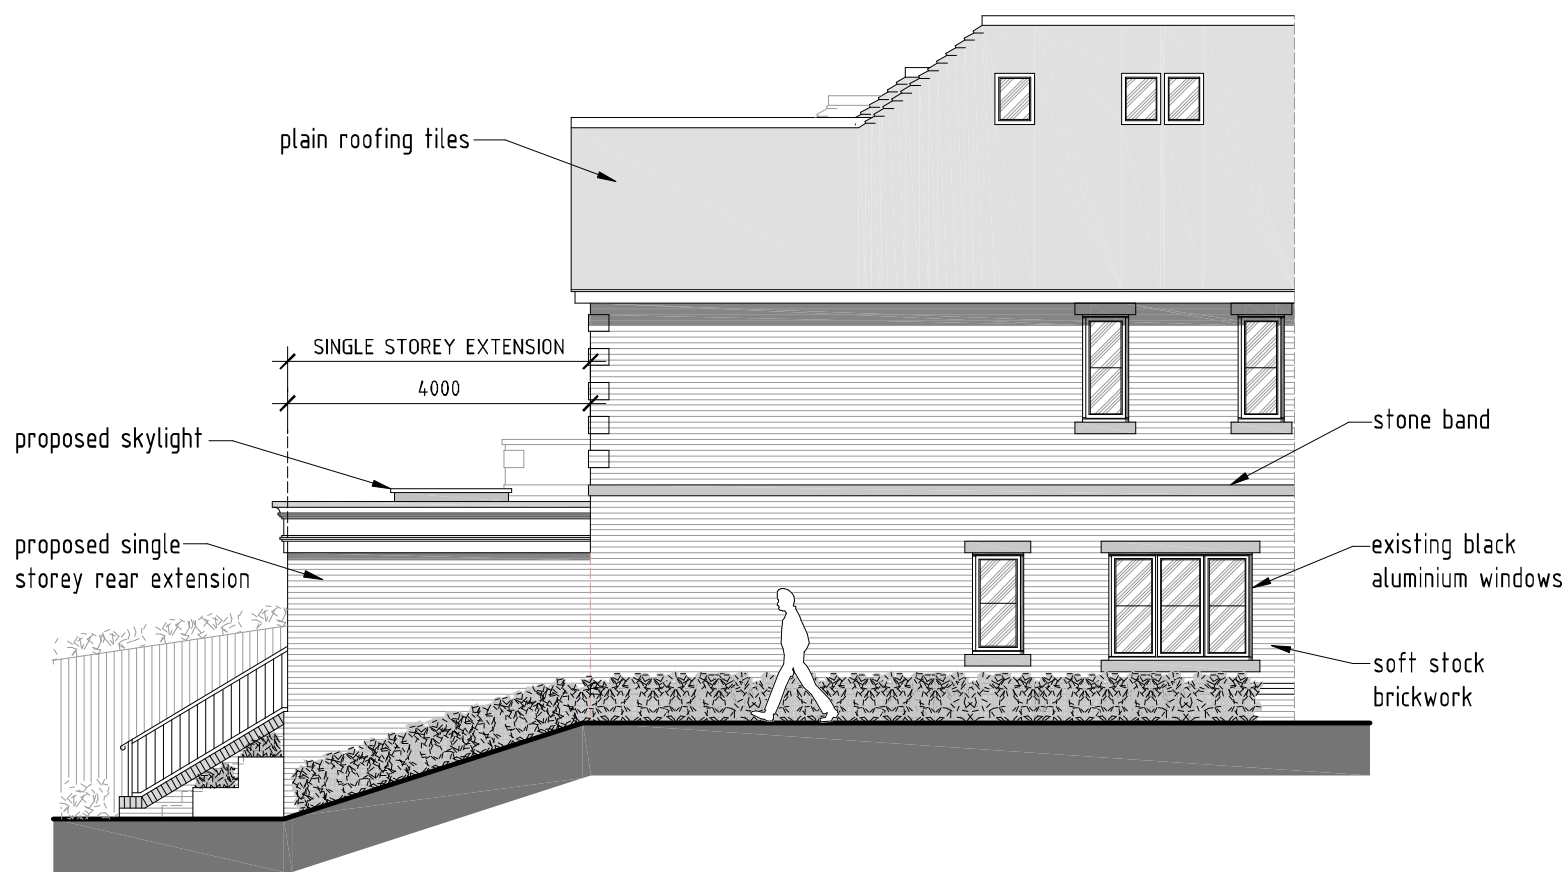 plain roofing tiles
SINGLE STOREY EXTENSION
4000
proposed skylight
stone band
proposed single
storey rear extension
existing black
aluminium windows
soft stock
brickwork